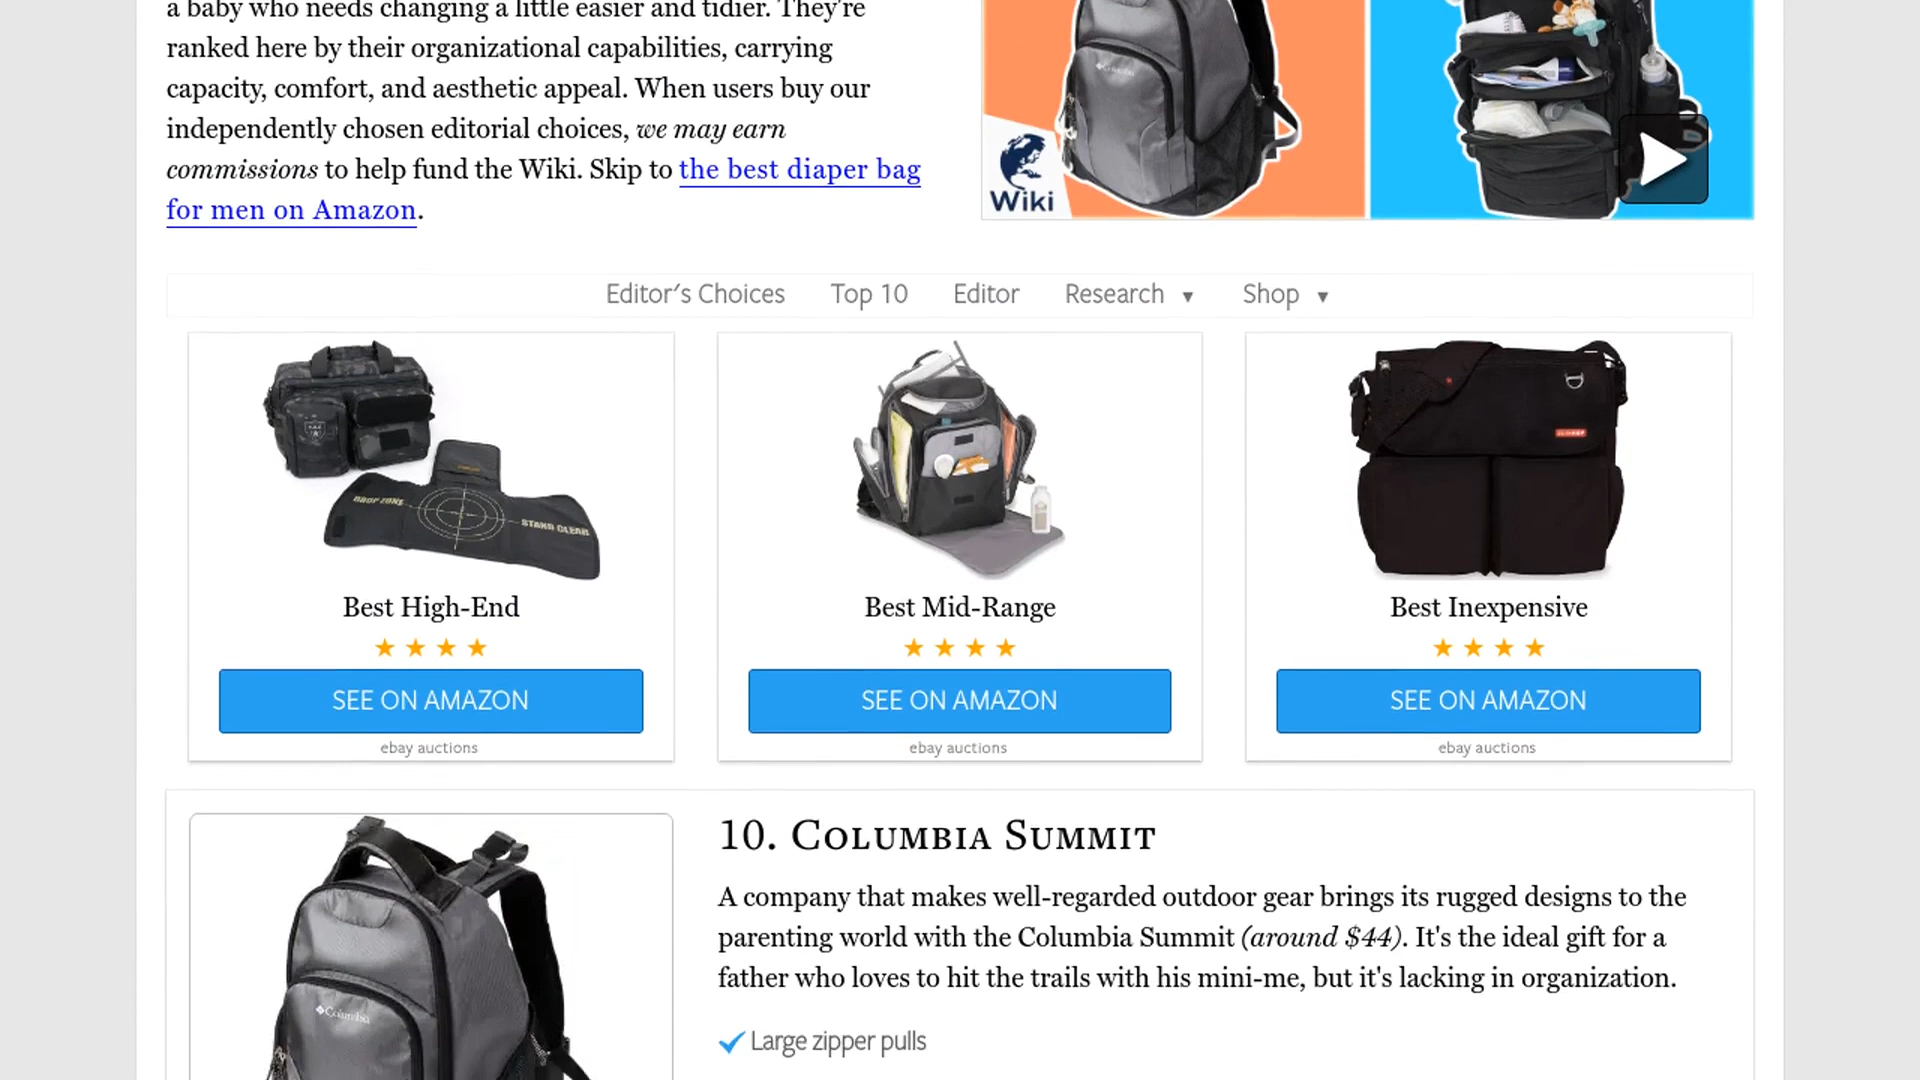 a baby who needs changing a little easier and tidier. They're
ranked here by their organizational capabilities, carrying
capacity, comfort, and aesthetic appeal. When users buy our
independently chosen editorial choices, we may earn
commissions to help fund the Wiki. Skip to the best diaper bag
for men on Amazon.
Columbia
Wiki
Editor's Choices Top 10 Editor Research ▼ Shop ▼
DROP ZONE
STAND CLEAR
Best High-End
★ ★ ★ ★
SEE ON AMAZON
ebay auctions
Best Mid-Range
★ ★ ★ ★
SEE ON AMAZON
ebay auctions
Best Inexpensive
★ ★ ★ ★
SEE ON AMAZON
ebay auctions
10. Columbia Summit
A company that makes well-regarded outdoor gear brings its rugged designs to the
parenting world with the Columbia Summit (around $44). It's the ideal gift for a
father who loves to hit the trails with his mini-me, but it's lacking in organization.
Large zipper pulls
Columbia